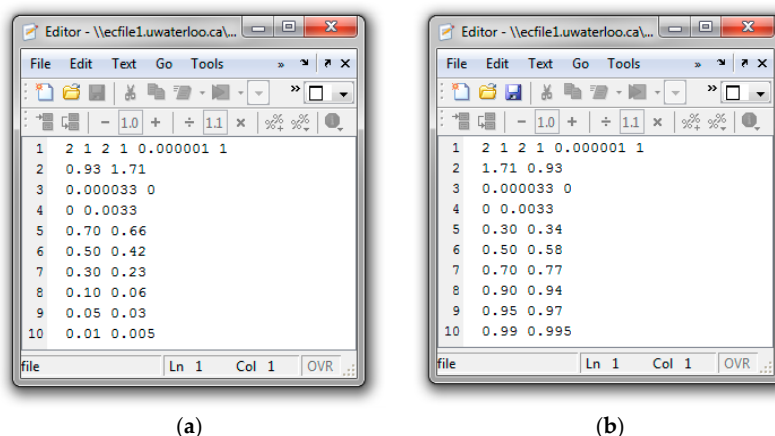 Editor - \\ecfile1.uwaterloo.ca\...
File Edit Text Go Tools »
» 
- 1.0 + ÷ 1.1 ×
1 2 1 2 1 0.000001 1
2 0.93 1.71
3 0.000033 0
4 0 0.0033
5 0.70 0.66
6 0.50 0.42
7 0.30 0.23
8 0.10 0.06
9 0.05 0.03
10 0.01 0.005
file Ln 1 Col 1 OVR
(a)
Editor - \\ecfile1.uwaterloo.ca\...
File Edit Text Go Tools »
»
- 1.0 + ÷ 1.1 ×
1 2 1 2 1 0.000001 1
2 1.71 0.93
3 0.000033 0
4 0 0.0033
5 0.30 0.34
6 0.50 0.58
7 0.70 0.77
8 0.90 0.94
9 0.95 0.97
10 0.99 0.995
file Ln 1 Col 1 OVR
(b)